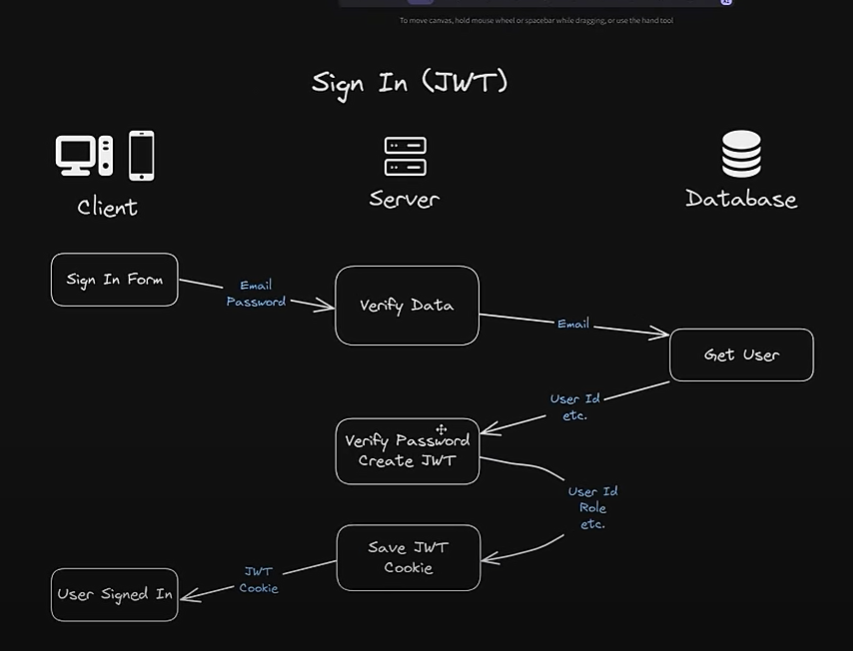 To move canvas, hold mouse wheel or spacebar while dragging, or use the hand tool
Sign In (JWT)
Client
Server
Database
Sign In Form
Email
Password
Verify Data
Email
Get User
User Id
etc.
Verify Password
Create JWT
User Id
Role
etc.
Save JWT
Cookie
JWT
Cookie
User Signed In